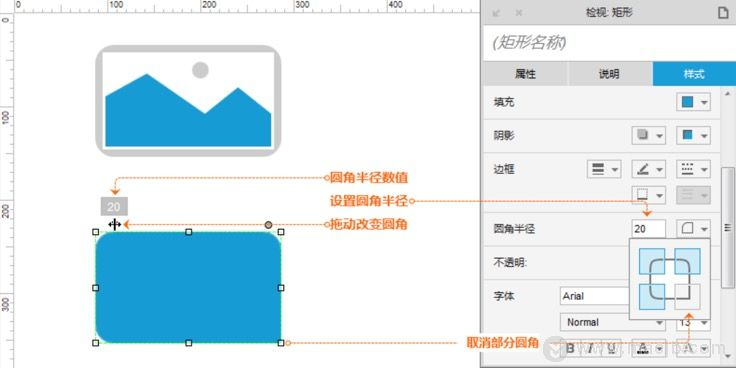 0 100 200 300 400
检视: 矩形
0
(矩形名称)
属性 说明 样式
填充
100
阴影
边框
圆角半径数值
200
20
设置圆角半径
拖动改变圆角
圆角半径 20
不透明:
300
字体 Arial
Normal 13
取消部分圆角
B I U A A